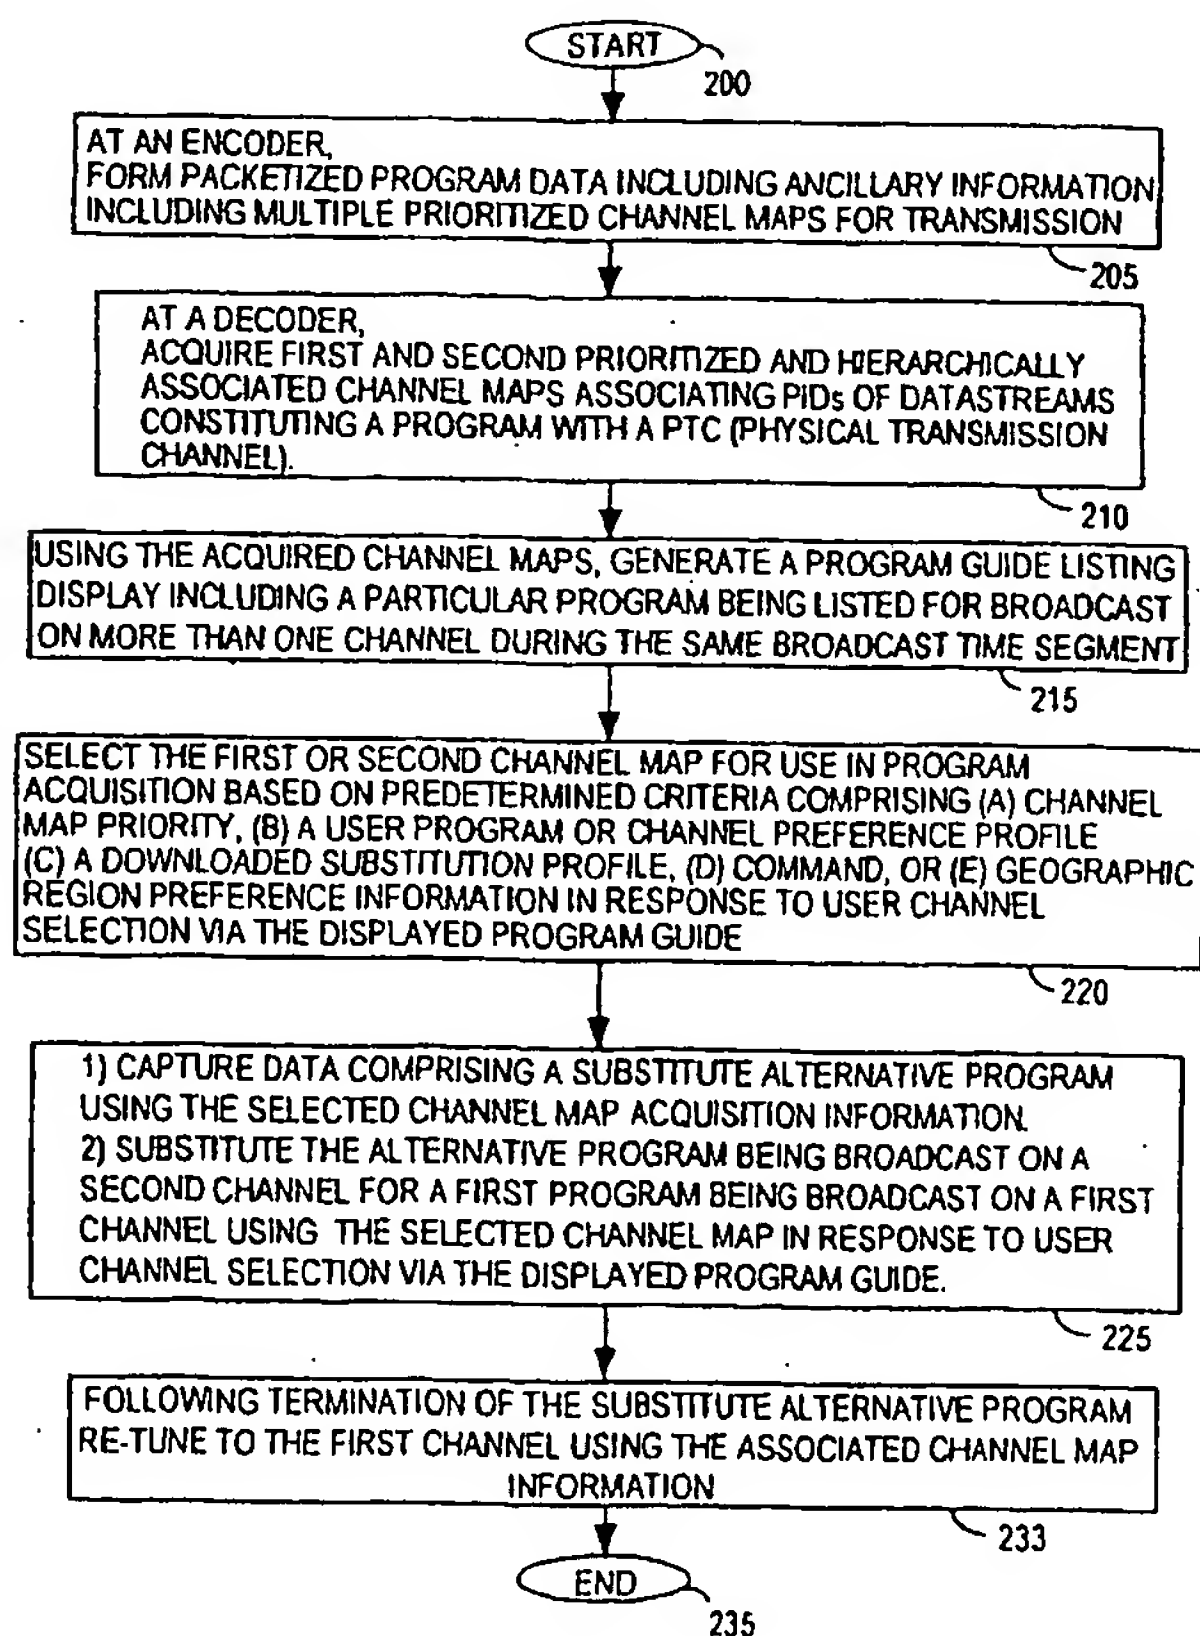 START
200
AT AN ENCODER,
FORM PACKETIZED PROGRAM DATA INCLUDING ANCILLARY INFORMATION
INCLUDING MULTIPLE PRIORITIZED CHANNEL MAPS FOR TRANSMISSION
205
AT A DECODER,
ACQUIRE FIRST AND SECOND PRIORITIZED AND HIERARCHICALLY
ASSOCIATED CHANNEL MAPS ASSOCIATING PIDs OF DATASTREAMS
CONSTITUTING A PROGRAM WITH A PTC (PHYSICAL TRANSMISSION
CHANNEL).
210
USING THE ACQUIRED CHANNEL MAPS, GENERATE A PROGRAM GUIDE LISTING
DISPLAY INCLUDING A PARTICULAR PROGRAM BEING LISTED FOR BROADCAST
ON MORE THAN ONE CHANNEL DURING THE SAME BROADCAST TIME SEGMENT
215
SELECT THE FIRST OR SECOND CHANNEL MAP FOR USE IN PROGRAM
ACQUISITION BASED ON PREDETERMINED CRITERIA COMPRISING (A) CHANNEL
MAP PRIORITY, (B) A USER PROGRAM OR CHANNEL PREFERENCE PROFILE
(C) A DOWNLOADED SUBSTITUTION PROFILE, (D) COMMAND, OR (E) GEOGRAPHIC
REGION PREFERENCE INFORMATION IN RESPONSE TO USER CHANNEL
SELECTION VIA THE DISPLAYED PROGRAM GUIDE
220
1) CAPTURE DATA COMPRISING A SUBSTITUTE ALTERNATIVE PROGRAM
USING THE SELECTED CHANNEL MAP ACQUISITION INFORMATION.
2) SUBSTITUTE THE ALTERNATIVE PROGRAM BEING BROADCAST ON A
SECOND CHANNEL FOR A FIRST PROGRAM BEING BROADCAST ON A FIRST
CHANNEL USING THE SELECTED CHANNEL MAP IN RESPONSE TO USER
CHANNEL SELECTION VIA THE DISPLAYED PROGRAM GUIDE.
225
FOLLOWING TERMINATION OF THE SUBSTITUTE ALTERNATIVE PROGRAM
RE-TUNE TO THE FIRST CHANNEL USING THE ASSOCIATED CHANNEL MAP
INFORMATION
233
END
235